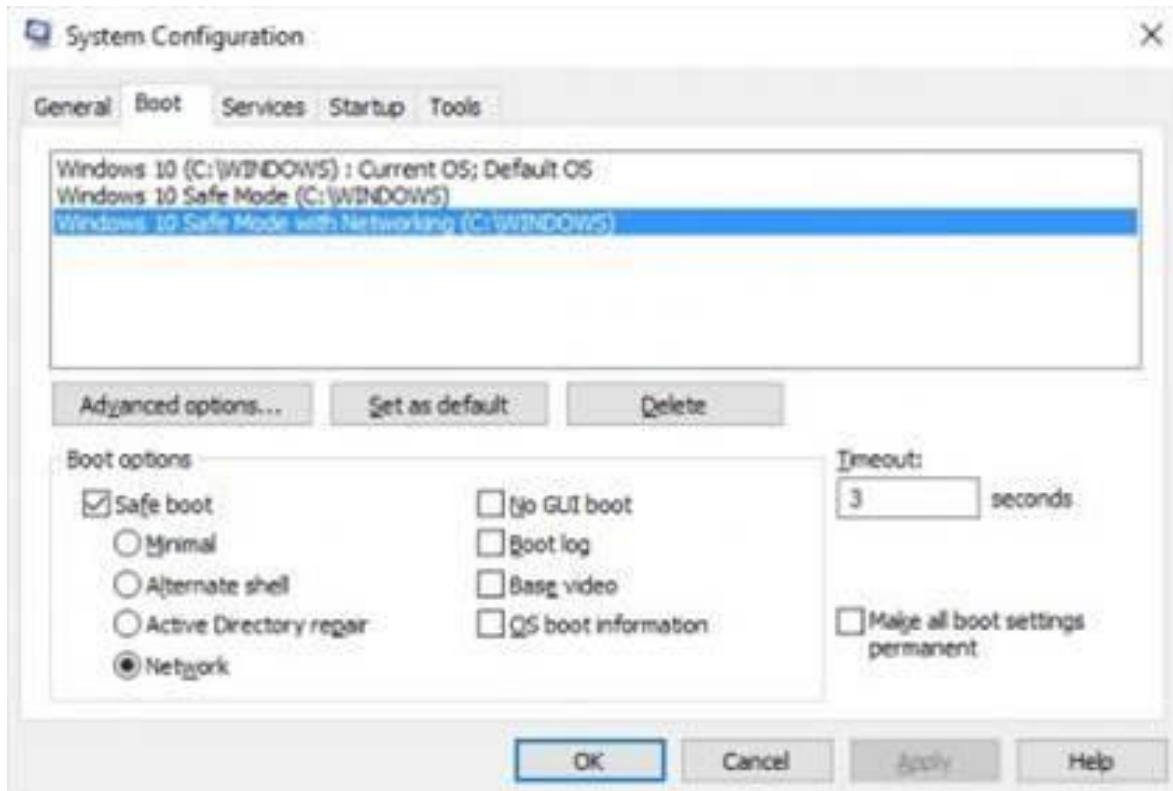 System Configuration
General Boot Services Startup Tools
Windows 10 (C:\WINDOWS) : Current OS; Default OS
Windows 10 Safe Mode (C:\WINDOWS)
Windows 10 Safe Mode with Networking (C:\WINDOWS)
Advanced options... Set as default Delete
Boot options
Timeout:
Safe boot No GUI boot 3 seconds
Minimal Boot log
Alternate shell Base video
Active Directory repair OS boot information Make all boot settings
permanent
Network
OK Cancel Apply Help